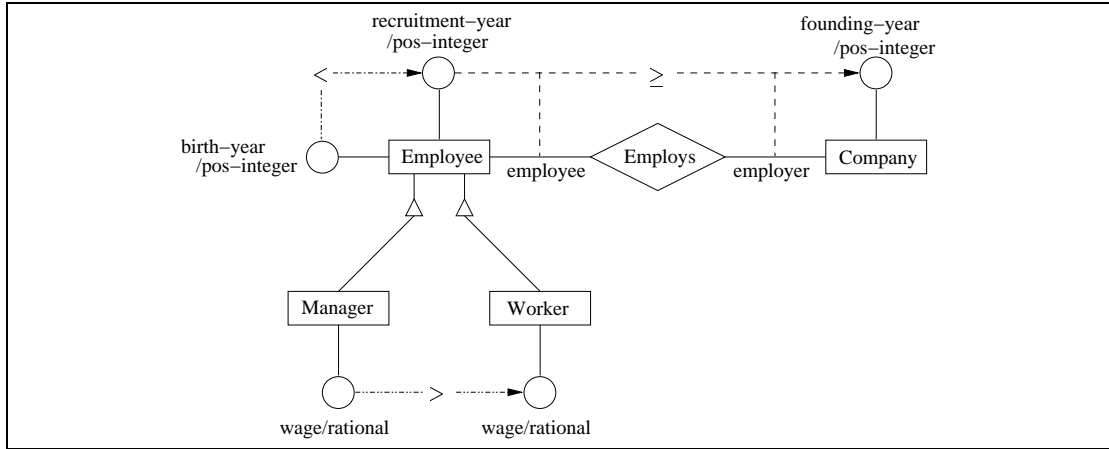 recruitment−year
/pos−integer
founding−year
/pos−integer
<
≥
birth−year
/pos−integer
Employee
employee
Employs
employer
Company
Manager
Worker
>
wage/rational
wage/rational